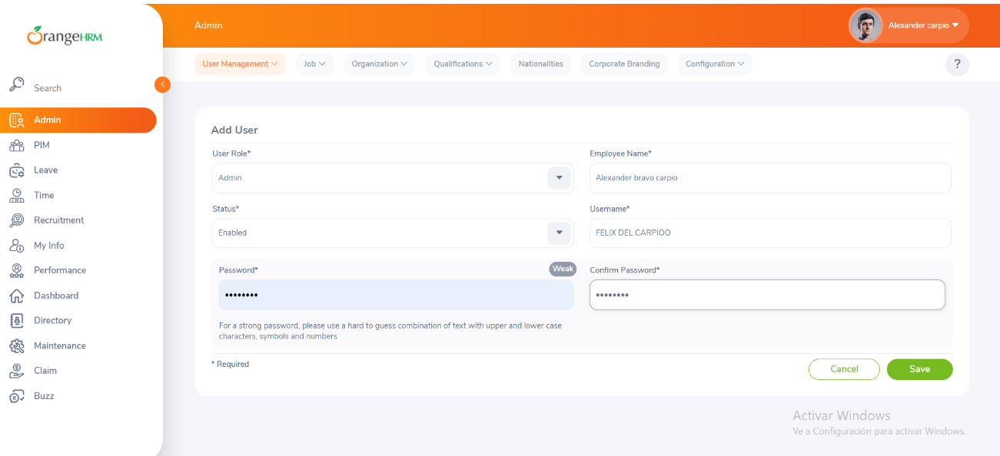 OrangeHRM
Admin
Alexander carpio
User Management
Job
Organization
Qualifications
Nationalities
Corporate Branding
Configuration
?
Search
Admin
PIM
Leave
Time
Recruitment
My Info
Performance
Dashboard
Directory
Maintenance
Claim
Buzz
Add User
User Role*
Employee Name*
Admin
Alexander bravo carpio
Status*
Username*
Enabled
FELIX DEL CARPIOO
Password*
Weak
Confirm Password*
••••••••
••••••••
For a strong password, please use a hard to guess combination of text with upper and lower case
characters, symbols and numbers
* Required
Cancel
Save
Activar Windows
Ve a Configuración para activar Windows.